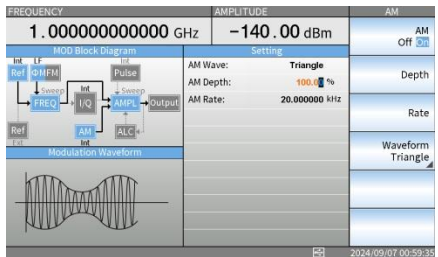 FREQUENCY AMPLITUDE AM
1.000000000000 GHz -140.00 dBm
AM
Off On
MOD Block Diagram Setting
Int LF Int
Ref ΦMFM Pulse
Sweep Int Sweep
FREQ I/Q AMPL Output
Ref AM ALC
Ext Int
AM Wave: Triangle
AM Depth: 100.0 %
AM Rate: 20.000000 kHz
Modulation Waveform
Depth
Rate
Waveform
Triangle
2024/09/07 00:59:35